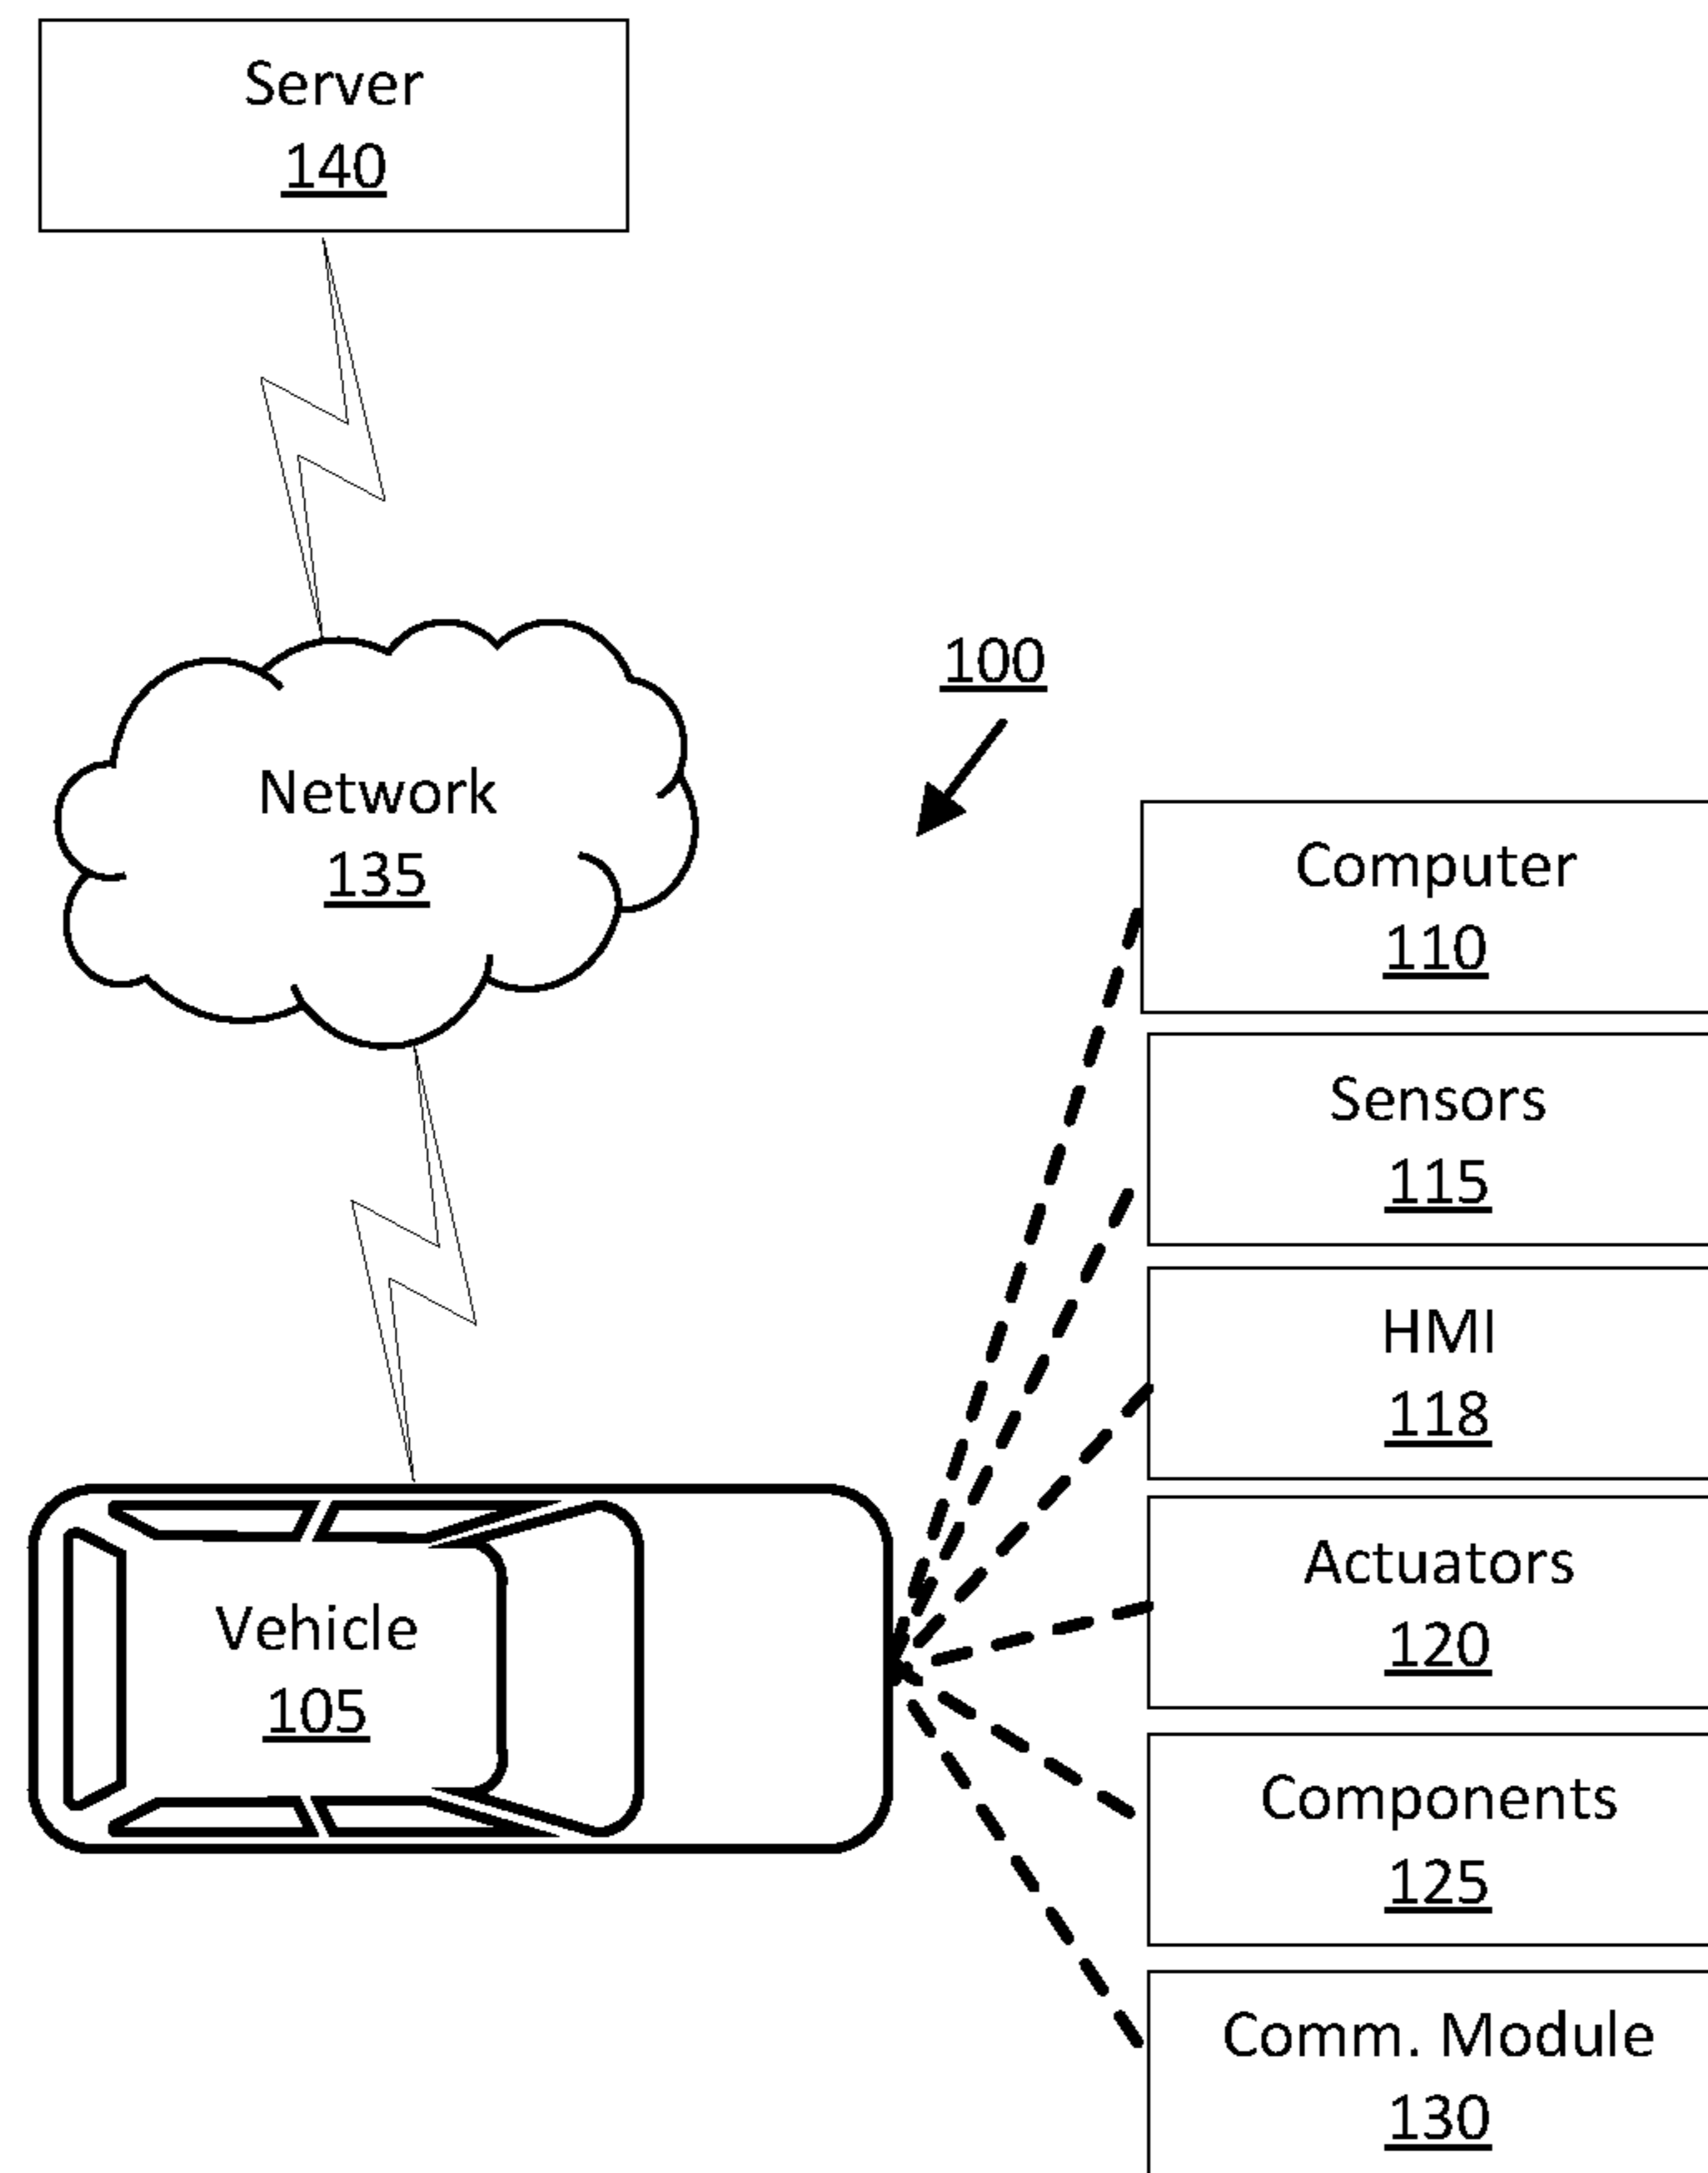 Server
140
100
Network
135
Computer
110
Sensors
115
HMI
118
Actuators
120
Vehicle
105
Components
125
Comm. Module
130